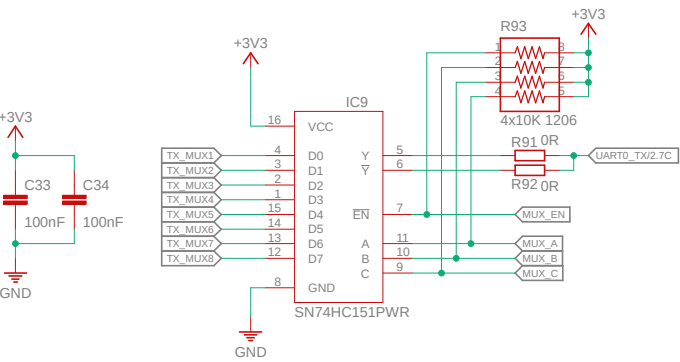 +3V3
R93
+3V3
1 8
2 7
3 6
4 5
4x10K 1206
IC9
+3V3
16 VCC
R91 0R
TX_MUX1 4 D0 Y 5 UART0_TX/2.7C
TX_MUX2 3 D1 Y 6
R92 0R
TX_MUX3 2 D2
C33 C34
TX_MUX4 1 D3
TX_MUX5 15 D4 EN 7 MUX_EN
100nF 100nF
TX_MUX6 14 D5
TX_MUX7 13 D6 A 11 MUX_A
TX_MUX8 12 D7 B 10 MUX_B
C 9 MUX_C
8 GND
GND
SN74HC151PWR
GND